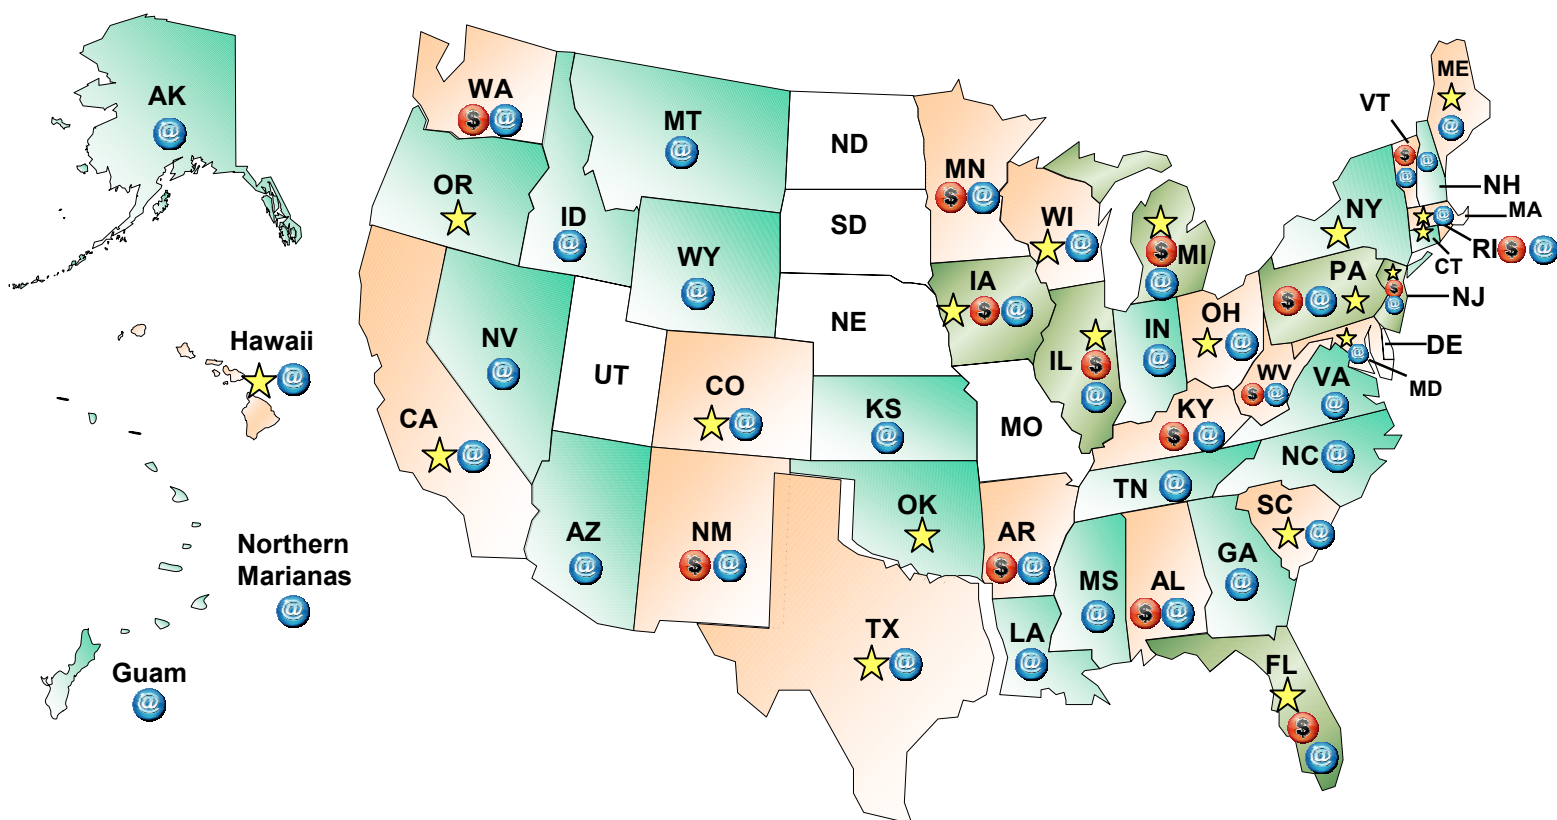 AK
@
WA
$ @
MT
@
ND
MN
$ @
ME
@
VT
$
@
@
NH
OR
ID
@
SD
WI
@
MI
$
@
NY
MA
@
RI $ @
CT
WY
@
NE
IA
$ @
PA
$ @
NJ
$
@
Hawaii
@
NV
@
UT
CO
@
KS
@
MO
IL
$
@
IN
@
OH
@
WV
$ @
KY
$ @
DE
MD
@
VA
@
CA
@
NC @
TN @
AZ
@
NM
$ @
OK
AR
$ @
MS
@
AL
$ @
GA
@
SC
@
Northern
Marianas
@
Guam
@
TX
@
LA
@
FL
$
@